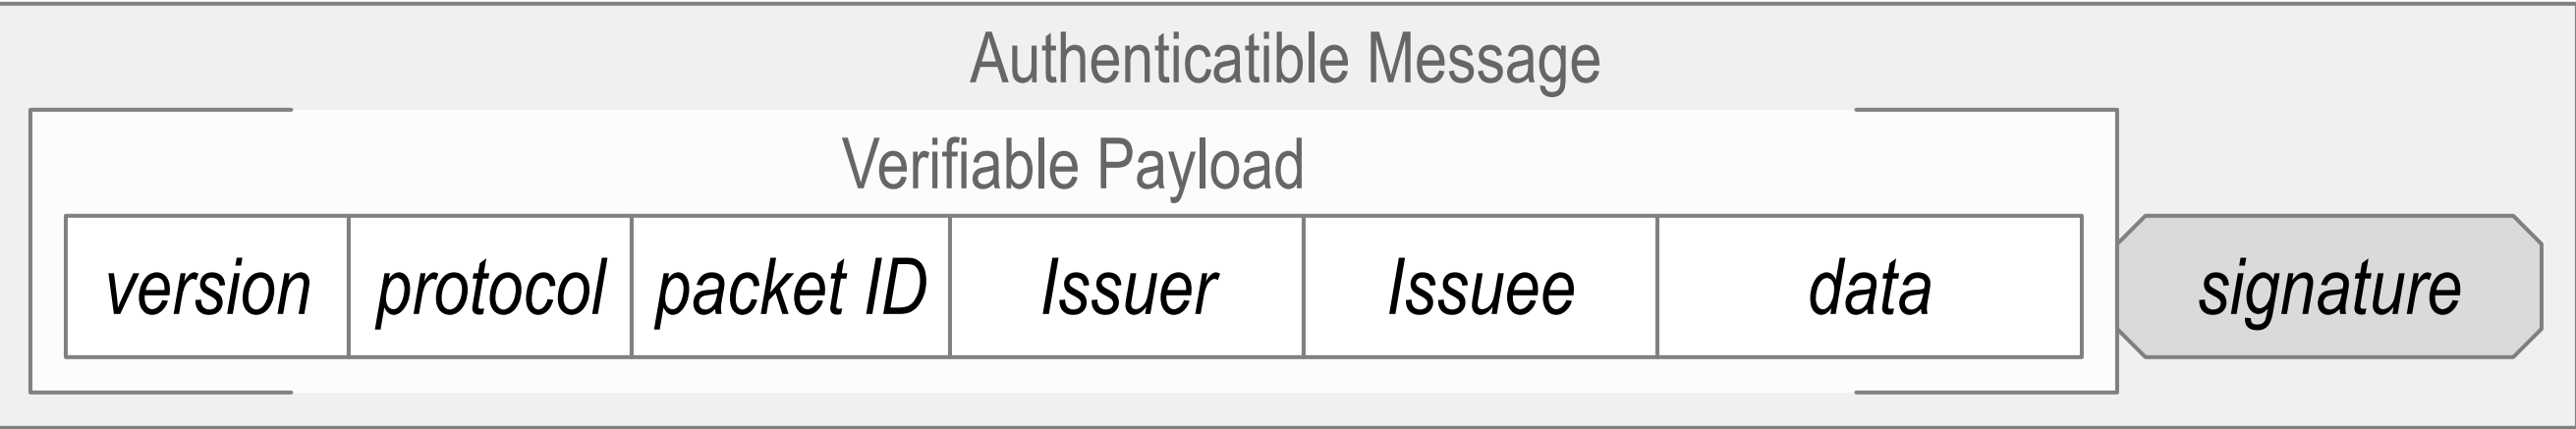 Authenticatible Message
Verifiable Payload
version protocol packet ID Issuer Issuee data signature